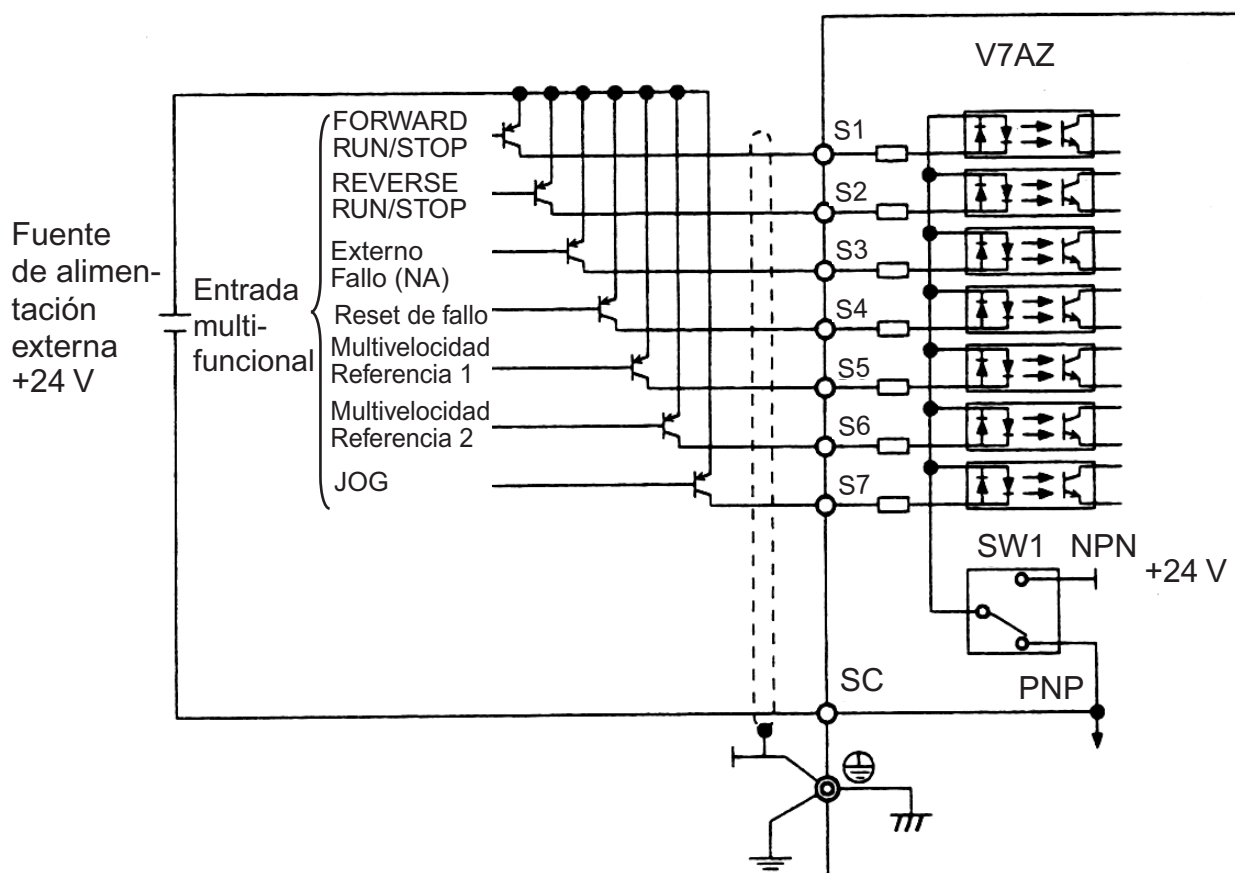 V7AZ
Fuente
de alimen-
tación
externa
+24 V
Entrada
multi-
funcional
FORWARD
RUN/STOP
REVERSE
RUN/STOP
Externo
Fallo (NA)
Reset de fallo
Multivelocidad
Referencia 1
Multivelocidad
Referencia 2
JOG
S1
S2
S3
S4
S5
S6
S7
SW1
NPN
+24 V
SC
PNP